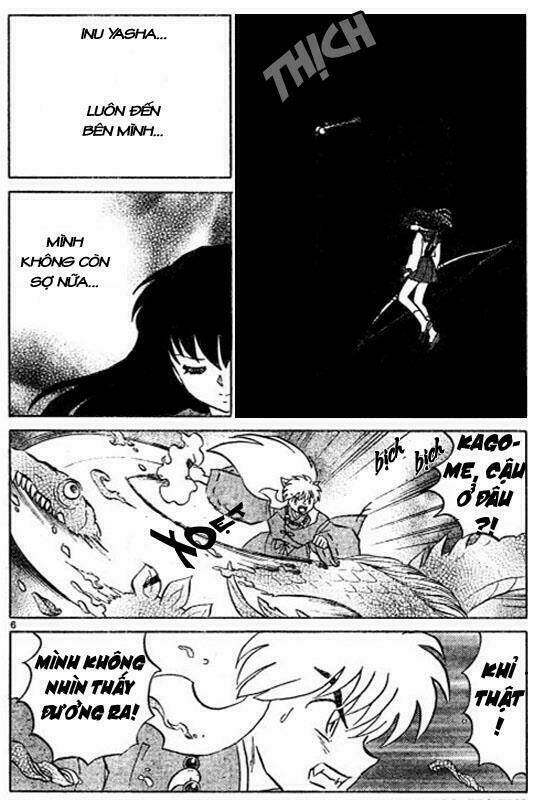 INU YASHA...
LUÔN ĐẾN
BÊN MÌNH...
THỊCH
MÌNH
KHÔNG CÒN
SỢ NỮA...
KAGO-
ME, CẬU
Ở ĐÂU
?!
bịch
bịch
XOẸT
6
KHỈ
THẬT
!
MÌNH KHÔNG
NHÌN THẤY
ĐƯỜNG RA!